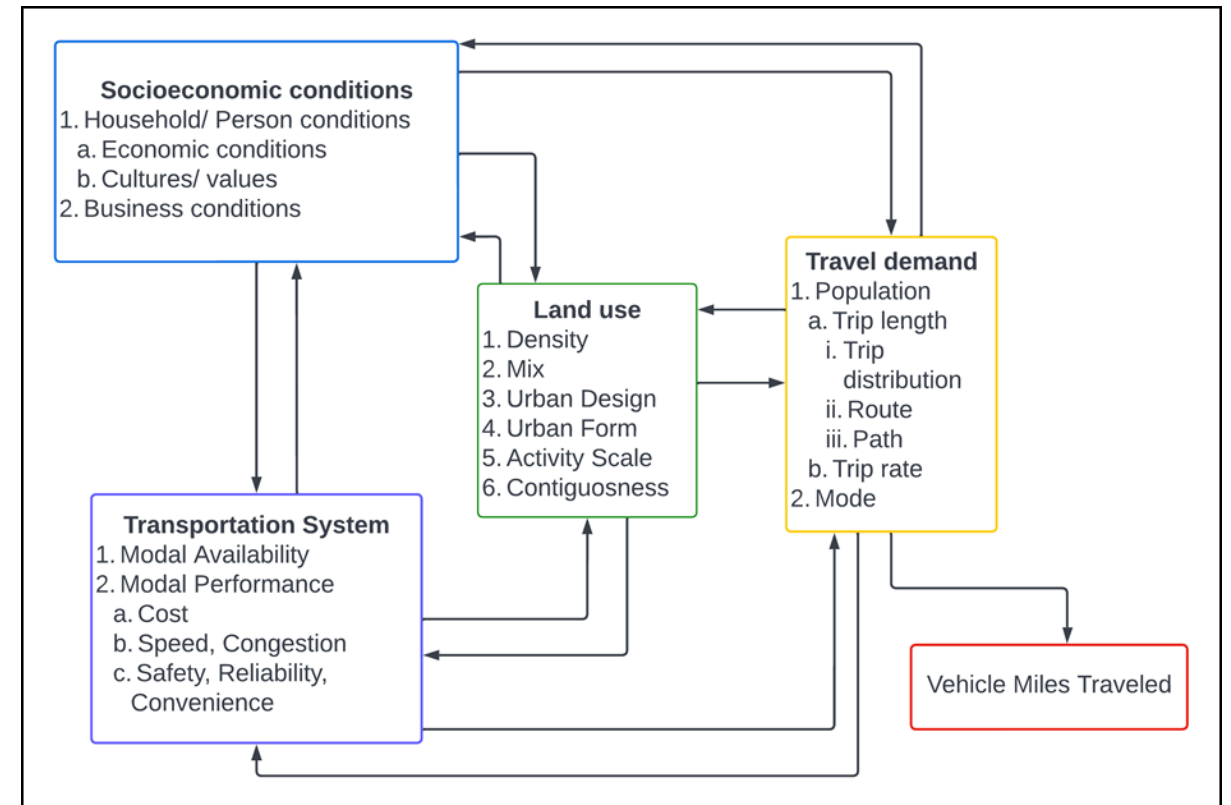 Socioeconomic conditions
1. Household/ Person conditions
a. Economic conditions
b. Cultures/ values
2. Business conditions
Land use
1. Density
2. Mix
3. Urban Design
4. Urban Form
5. Activity Scale
6. Contiguosness
Travel demand
1. Population
a. Trip length
i. Trip
distribution
ii. Route
iii. Path
b. Trip rate
2. Mode
Transportation System
1. Modal Availability
2. Modal Performance
a. Cost
b. Speed, Congestion
c. Safety, Reliability,
Convenience
Vehicle Miles Traveled